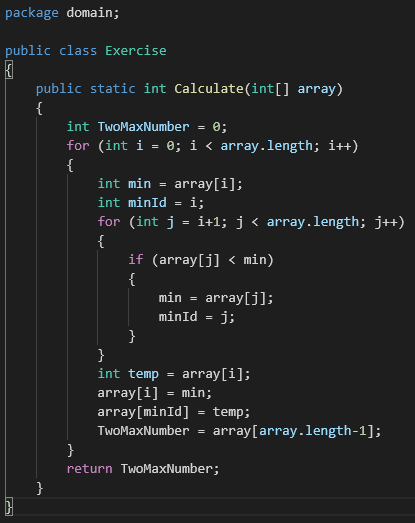 package domain;
public class Exercise
{
public static int Calculate(int[] array)
{
int TwoMaxNumber = 0;
for (int i = 0; i < array.length; i++)
{
int min = array[i];
int minId = i;
for (int j = i+1; j < array.length; j++)
{
if (array[j] < min)
{
min = array[j];
minId = j;
}
}
int temp = array[i];
array[i] = min;
array[minId] = temp;
TwoMaxNumber = array[array.length-1];
}
return TwoMaxNumber;
}
}